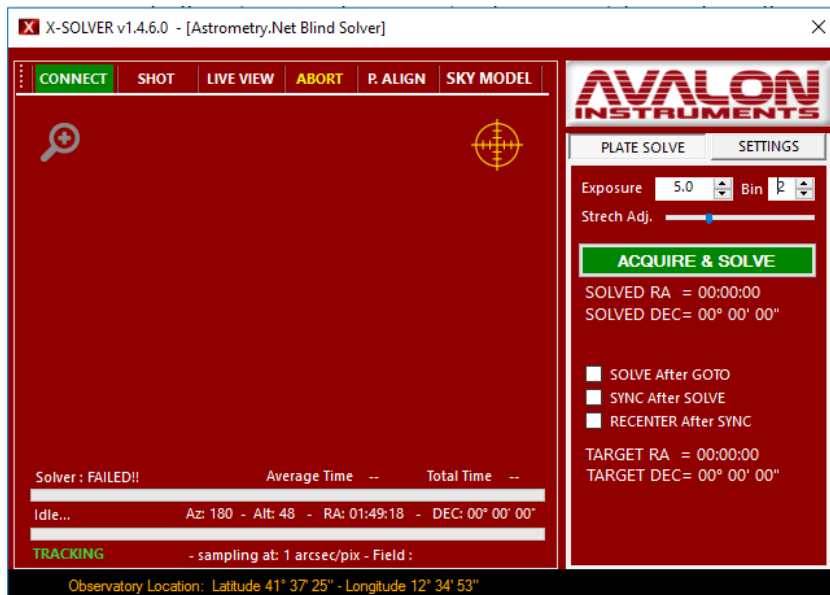 X-SOLVER v1.4.6.0 - [Astrometry.Net Blind Solver]
CONNECT SHOT LIVE VIEW ABORT P. ALIGN SKY MODEL
AVALON
INSTRUMENTS
PLATE SOLVE SETTINGS
Exposure 5.0 Bin 2
Strech Adj.
ACQUIRE & SOLVE
SOLVED RA = 00:00:00
SOLVED DEC= 00° 00' 00"
SOLVE After GOTO
SYNC After SOLVE
RECENTER After SYNC
TARGET RA = 00:00:00
TARGET DEC= 00° 00' 00"
Solver : FAILED!! Average Time -- Total Time --
Idle... Az: 180 - Alt: 48 - RA: 01:49:18 - DEC: 00° 00' 00"
TRACKING - sampling at: 1 arcsec/pix - Field :
Observatory Location: Latitude 41° 37' 25" - Longitude 12° 34' 53"